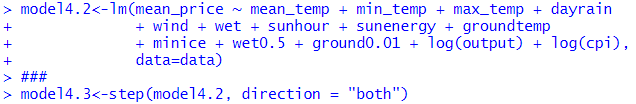 > model4.2<-lm(mean_price ~ mean_temp + min_temp + max_temp + dayrain
+ + wind + wet + sunhour + sunenergy + groundtemp
+ + minice + wet0.5 + ground0.01 + log(output) + log(cpi),
+ data=data)
> ###
> model4.3<-step(model4.2, direction = "both")